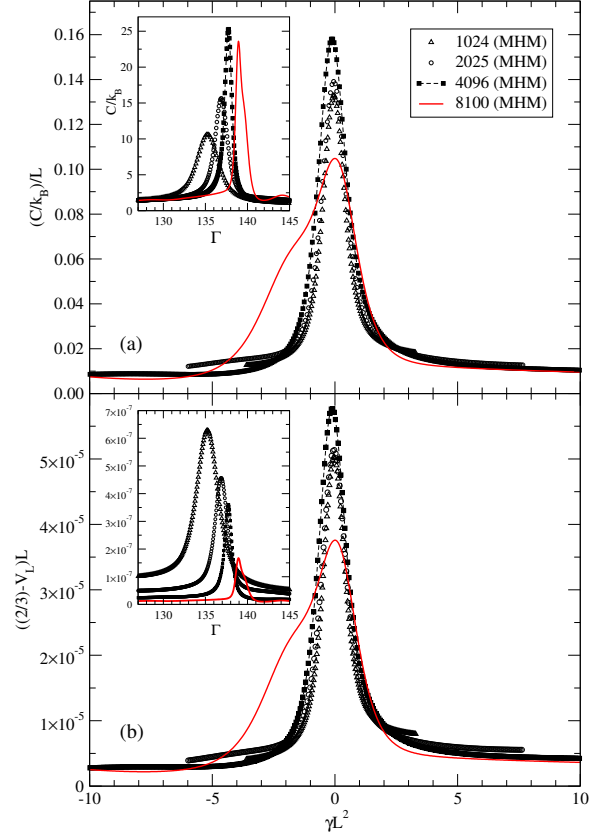 1024 (MHM)
2025 (MHM)
4096 (MHM)
8100 (MHM)
(C/k_B)/L
0.16
0.14
0.12
0.10
0.08
0.06
0.04
0.02
0.00
C/k_B
25
20
15
10
5
0
130 135 140 145
Γ
(a)
((2/3)-V_L)L
5×10^-5
4×10^-5
3×10^-5
2×10^-5
1×10^-5
0
7×10^-7
6×10^-7
5×10^-7
4×10^-7
3×10^-7
2×10^-7
1×10^-7
0
130 135 140 145
Γ
(b)
-10 -5 0 5 10
γL²